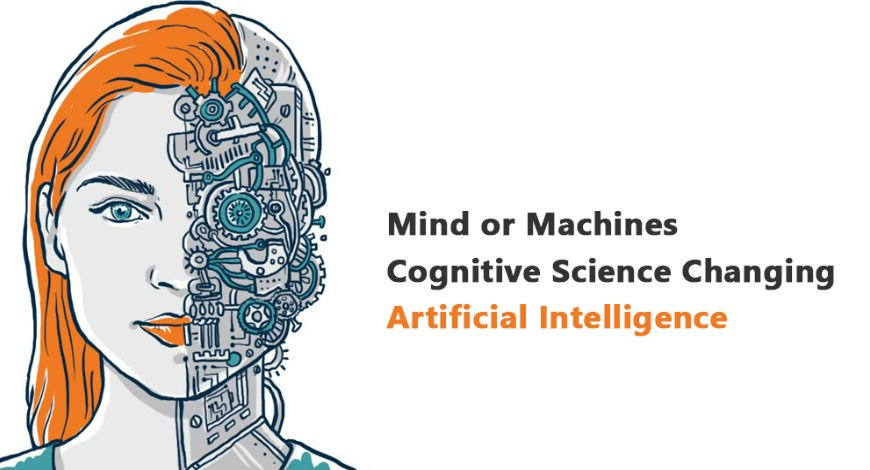 Mind or Machines
Cognitive Science Changing
Artificial Intelligence